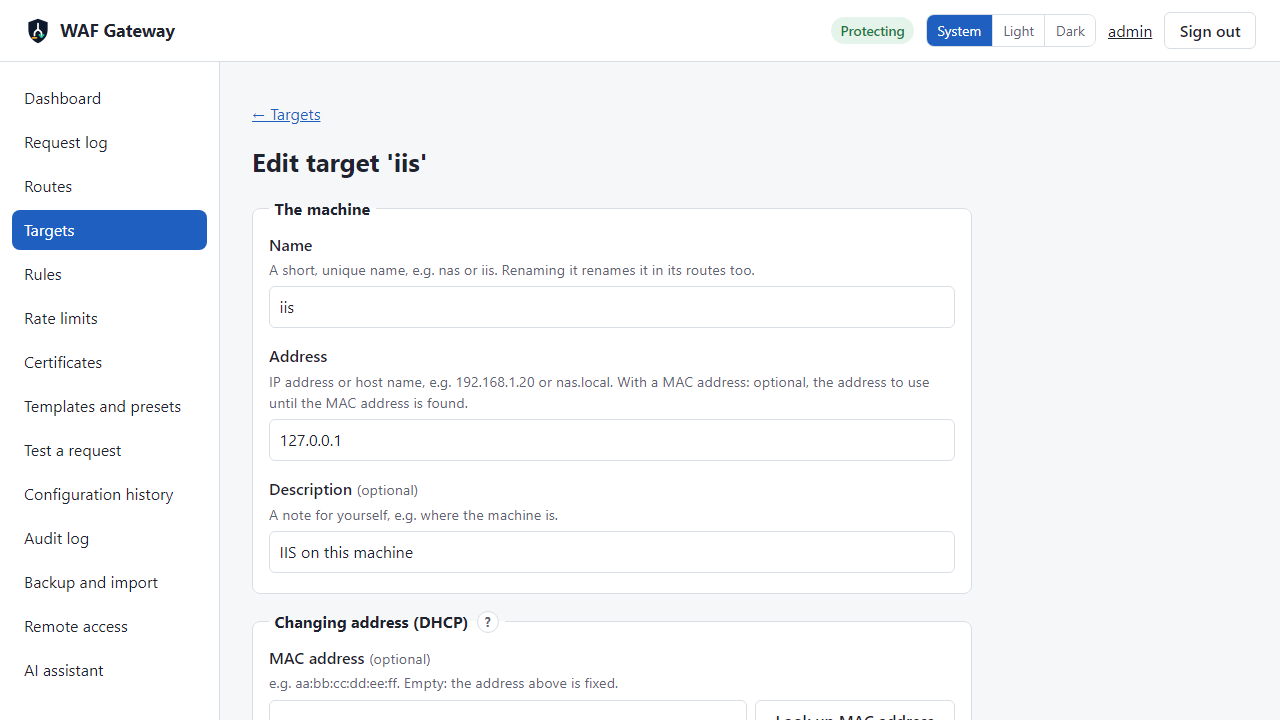 WAF Gateway
Protecting
System
Light
Dark
admin
Sign out
Dashboard
Request log
Routes
Targets
Rules
Rate limits
Certificates
Templates and presets
Test a request
Configuration history
Audit log
Backup and import
Remote access
AI assistant
← Targets
Edit target 'iis'
The machine
Name
A short, unique name, e.g. nas or iis. Renaming it renames it in its routes too.
iis
Address
IP address or host name, e.g. 192.168.1.20 or nas.local. With a MAC address: optional, the address to use
until the MAC address is found.
127.0.0.1
Description (optional)
A note for yourself, e.g. where the machine is.
IIS on this machine
Changing address (DHCP) ?
MAC address (optional)
e.g. aa:bb:cc:dd:ee:ff. Empty: the address above is fixed.
Look up MAC address